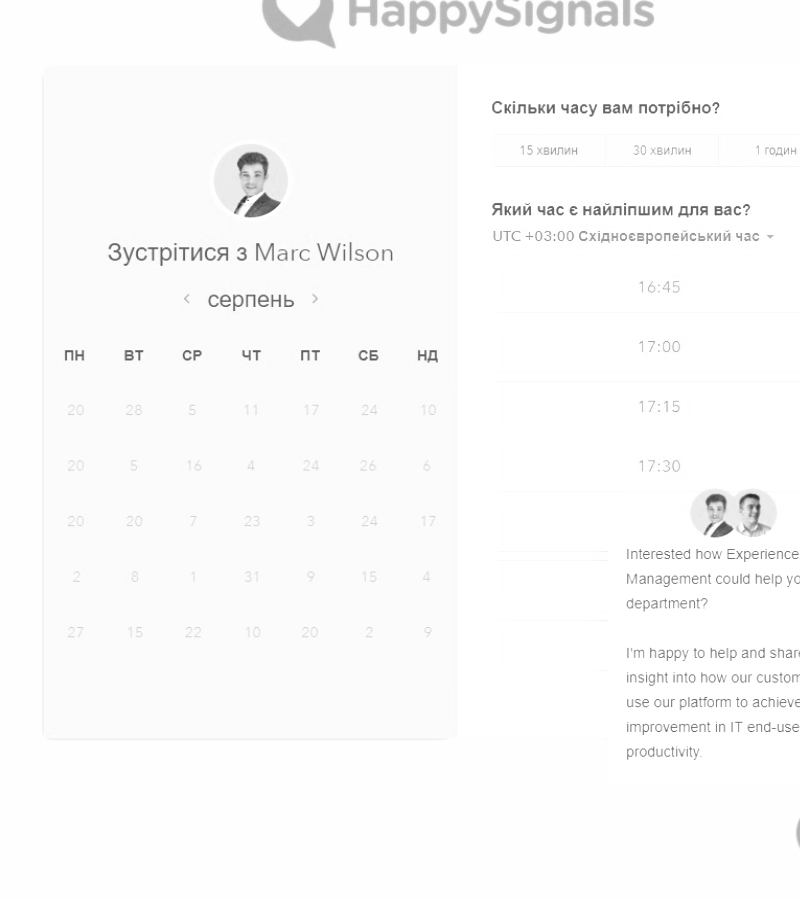 HappySignals
Зустрітися з Marc Wilson
серпень
ПН ВТ СР ЧТ ПТ СБ НД
20 28 5 11 17 24 10
20 5 16 4 24 26 6
20 20 7 23 3 24 17
2 8 1 31 9 15 4
27 15 22 10 20 2 9
Скільки часу вам потрібно?
15 хвилин 30 хвилин 1 годин
Який час є найліпшим для вас?
UTC +03:00 Східноєвропейський час
16:45
17:00
17:15
17:30
Interested how Experience
Management could help yo
department?
I'm happy to help and share
insight into how our custom
use our platform to achieve
improvement in IT end-use
productivity.